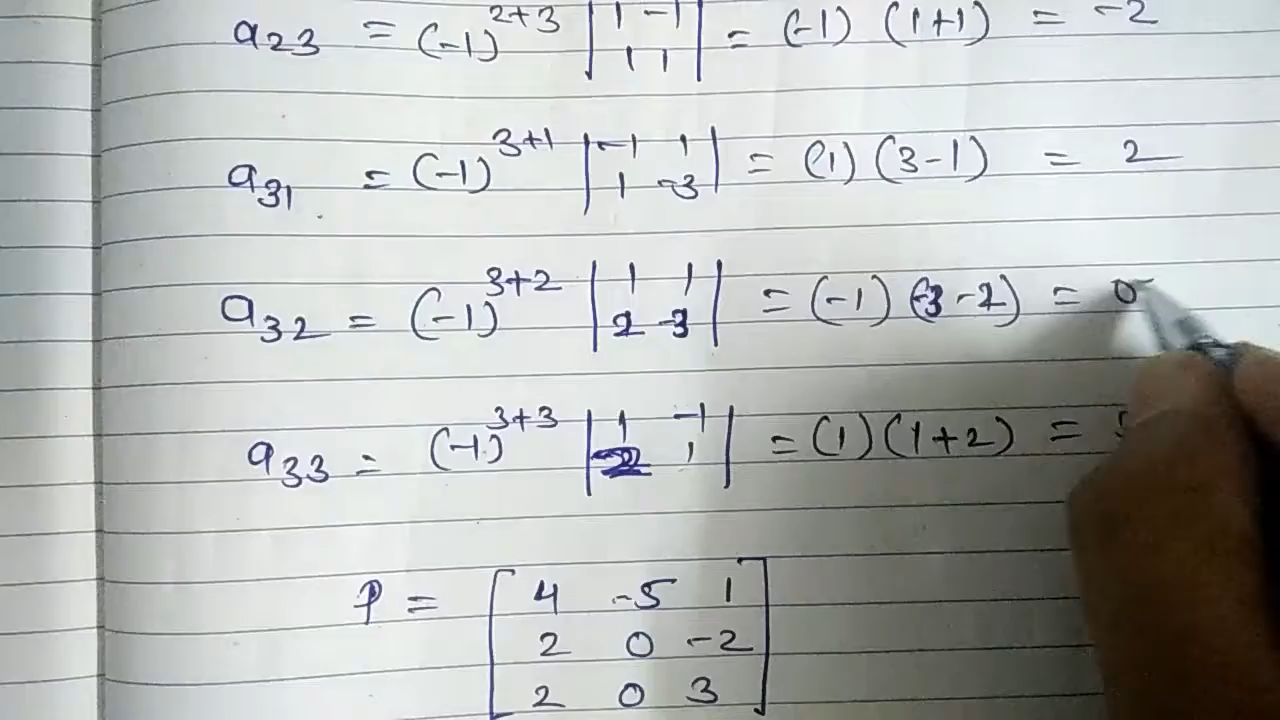 a23 = (-1)^2+3 | 1 -1 | = (-1) (1+1) = -2
| 1 1 |
a31 = (-1)^3+1 | -1 1 | = (1) (3-1) = 2
| 1 -3 |
a32 = (-1)^3+2 | 1 1 | = (-1) (-3-2) = 0
| 2 -3 |
a33 = (-1)^3+3 | 1 -1 | = (1) (1+2) =
| 2 1 |
P = [ 4 -5 1
2 0 -2
2 0 3 ]